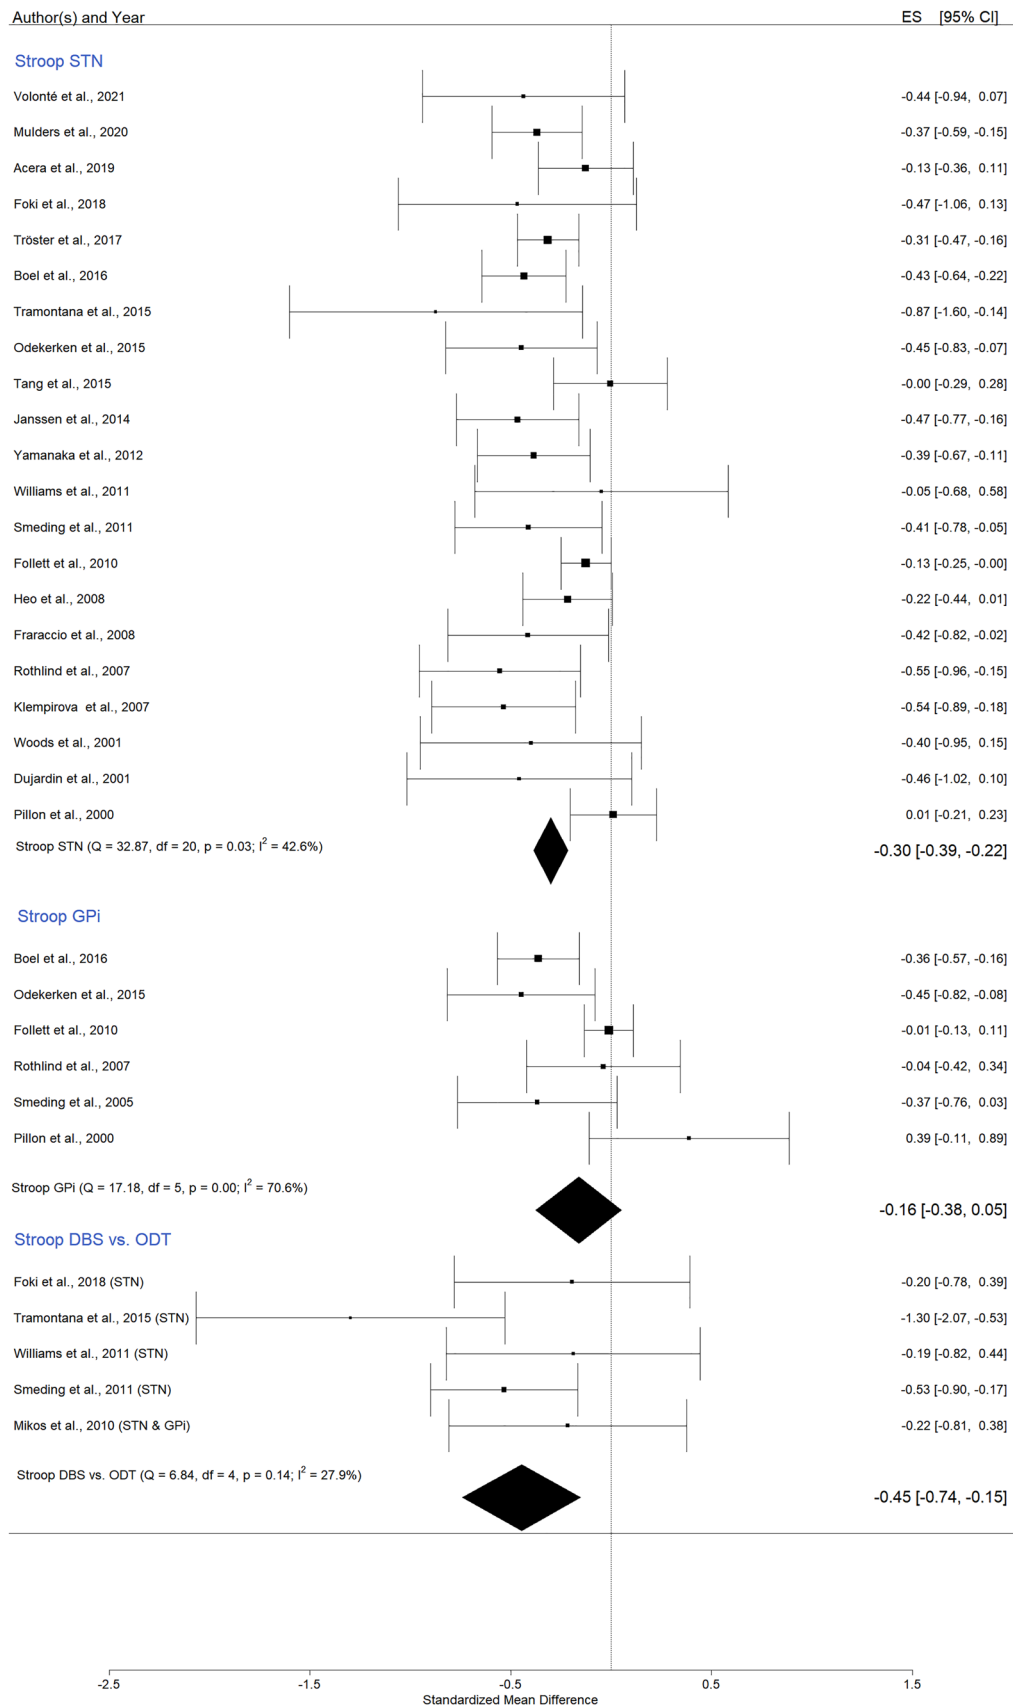 Author(s) and Year ES [95% CI]
Stroop STN
Volonté et al., 2021 -0.44 [-0.94, 0.07]
Mulders et al., 2020 -0.37 [-0.59, -0.15]
Acera et al., 2019 -0.13 [-0.36, 0.11]
Foki et al., 2018 -0.47 [-1.06, 0.13]
Tröster et al., 2017 -0.31 [-0.47, -0.16]
Boel et al., 2016 -0.43 [-0.64, -0.22]
Tramontana et al., 2015 -0.87 [-1.60, -0.14]
Odekerken et al., 2015 -0.45 [-0.83, -0.07]
Tang et al., 2015 -0.00 [-0.29, 0.28]
Janssen et al., 2014 -0.47 [-0.77, -0.16]
Yamanaka et al., 2012 -0.39 [-0.67, -0.11]
Williams et al., 2011 -0.05 [-0.68, 0.58]
Smeding et al., 2011 -0.41 [-0.78, -0.05]
Follett et al., 2010 -0.13 [-0.25, -0.00]
Heo et al., 2008 -0.22 [-0.44, 0.01]
Fraraccio et al., 2008 -0.42 [-0.82, -0.02]
Rothlind et al., 2007 -0.55 [-0.96, -0.15]
Klempirova et al., 2007 -0.54 [-0.89, -0.18]
Woods et al., 2001 -0.40 [-0.95, 0.15]
Dujardin et al., 2001 -0.46 [-1.02, 0.10]
Pillon et al., 2000 0.01 [-0.21, 0.23]
Stroop STN (Q = 32.87, df = 20, p = 0.03; I² = 42.6%) -0.30 [-0.39, -0.22]
Stroop GPi
Boel et al., 2016 -0.36 [-0.57, -0.16]
Odekerken et al., 2015 -0.45 [-0.82, -0.08]
Follett et al., 2010 -0.01 [-0.13, 0.11]
Rothlind et al., 2007 -0.04 [-0.42, 0.34]
Smeding et al., 2005 -0.37 [-0.76, 0.03]
Pillon et al., 2000 0.39 [-0.11, 0.89]
Stroop GPi (Q = 17.18, df = 5, p = 0.00; I² = 70.6%) -0.16 [-0.38, 0.05]
Stroop DBS vs. ODT
Foki et al., 2018 (STN) -0.20 [-0.78, 0.39]
Tramontana et al., 2015 (STN) -1.30 [-2.07, -0.53]
Williams et al., 2011 (STN) -0.19 [-0.82, 0.44]
Smeding et al., 2011 (STN) -0.53 [-0.90, -0.17]
Mikos et al., 2010 (STN & GPi) -0.22 [-0.81, 0.38]
Stroop DBS vs. ODT (Q = 6.84, df = 4, p = 0.14; I² = 27.9%) -0.45 [-0.74, -0.15]
-2.5 -1.5 -0.5 0.5 1.5
Standardized Mean Difference